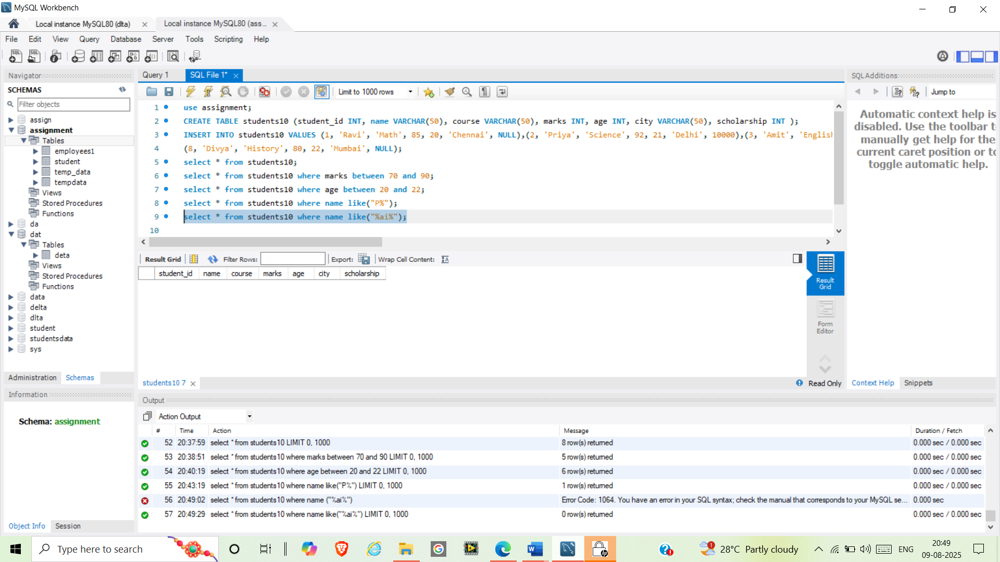 MySQL Workbench
Local instance MySQL80 (dlta)
Local instance MySQL80 (ass...
File Edit View Query Database Server Tools Scripting Help
Navigator
SCHEMAS
Filter objects
assign
assignment
Tables
employees1
student
temp_data
tempdata
Views
Stored Procedures
Functions
da
dat
Tables
deta
Views
Stored Procedures
Functions
data
delta
dlta
student
studentsdata
sys
Administration Schemas
Information
Schema: assignment
Object Info Session
Query 1 SQL File 1*
Limit to 1000 rows
1 use assignment;
2 CREATE TABLE students10 (student_id INT, name VARCHAR(50), course VARCHAR(50), marks INT, age INT, city VARCHAR(50), scholarship INT );
3 INSERT INTO students10 VALUES (1, 'Ravi', 'Math', 85, 20, 'Chennai', NULL),(2, 'Priya', 'Science', 92, 21, 'Delhi', 10000),(3, 'Amit', 'English
4 (8, 'Divya', 'History', 80, 22, 'Mumbai', NULL);
5 select * from students10;
6 select * from students10 where marks between 70 and 90;
7 select * from students10 where age between 20 and 22;
8 select * from students10 where name like("P%");
9 select * from students10 where name like("%ai%");
10
Result Grid Filter Rows: Export: Wrap Cell Content:
student_id name course marks age city scholarship
Result Grid
Form Editor
students10 7
Read Only
SQLAdditions
Jump to
Automatic context help is
disabled. Use the toolbar t
manually get help for the
current caret position or to
toggle automatic help.
Context Help Snippets
Output
Action Output
# Time Action Message Duration / Fetch
52 20:37:59 select * from students10 LIMIT 0, 1000 8 row(s) returned 0.000 sec / 0.000 sec
53 20:38:51 select * from students10 where marks between 70 and 90 LIMIT 0, 1000 5 row(s) returned 0.000 sec / 0.000 sec
54 20:40:19 select * from students10 where age between 20 and 22 LIMIT 0, 1000 6 row(s) returned 0.000 sec / 0.000 sec
55 20:43:19 select * from students10 where name like("P%") LIMIT 0, 1000 1 row(s) returned 0.000 sec / 0.000 sec
56 20:49:02 select * from students10 where name ("%ai%") Error Code: 1064. You have an error in your SQL syntax; check the manual that corresponds to your MySQL se... 0.000 sec
57 20:49:29 select * from students10 where name like("%ai%") LIMIT 0, 1000 0 row(s) returned 0.000 sec / 0.000 sec
Type here to search
28°C Partly cloudy
ENG
20:49
09-08-2025